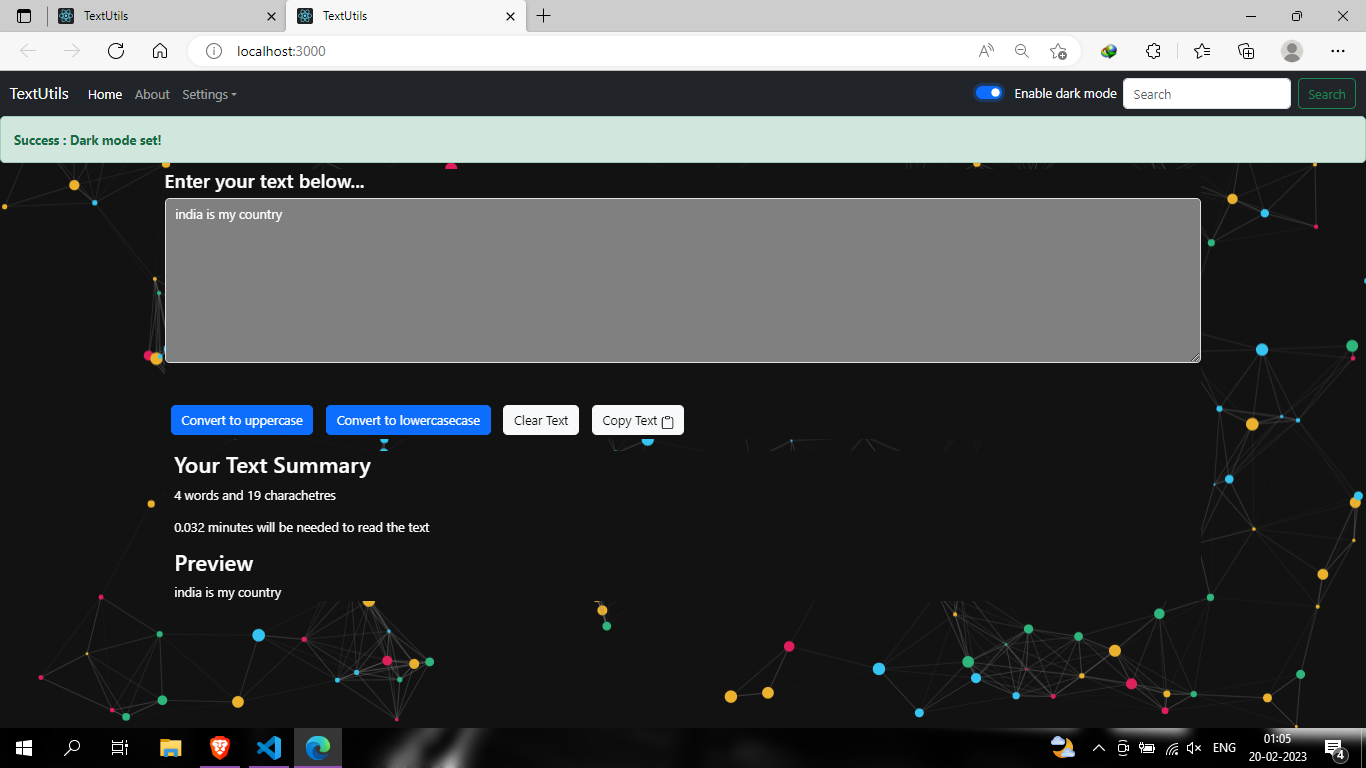 TextUtils
TextUtils
localhost:3000
TextUtils Home About Settings Enable dark mode Search Search
Success : Dark mode set!
Enter your text below...
india is my country
Convert to uppercase Convert to lowercasecase Clear Text Copy Text
Your Text Summary
4 words and 19 charachetres
0.032 minutes will be needed to read the text
Preview
india is my country
ENG
01:05
20-02-2023
4